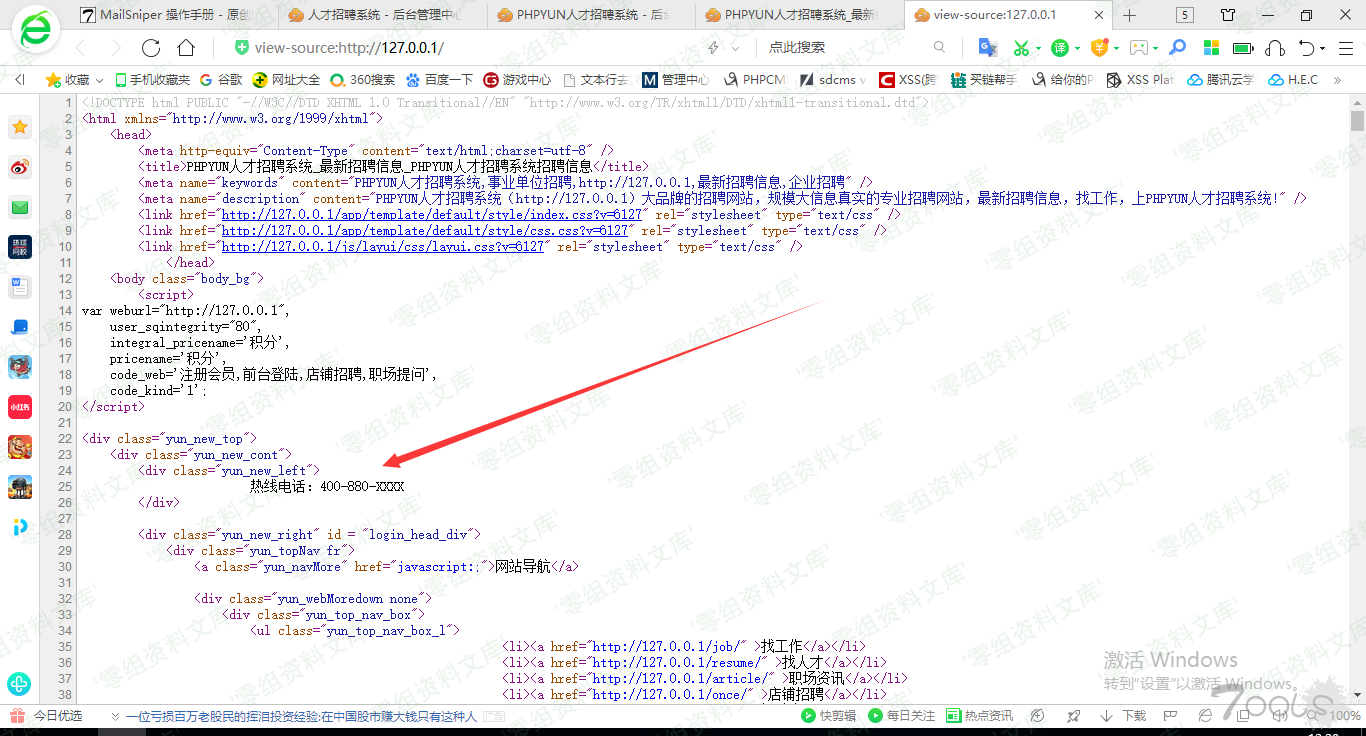 MailSniper 操作手册 - 原创
人才招聘系统 - 后台管理中心
PHPYUN人才招聘系统 - 后台
PHPYUN人才招聘系统_最新
view-source:127.0.0.1
5
view-source:http://127.0.0.1/
点此搜索
收藏 手机收藏夹 谷歌 网址大全 360搜索 百度一下 游戏中心 文本行去 管理中心 PHPCM sdcms XSS(跨 买链帮手 给你的P XSS Plat 腾讯云学 H.E.C
1 <!DOCTYPE html PUBLIC "-//W3C//DTD XHTML 1.0 Transitional//EN" "http://www.w3.org/TR/xhtml1/DTD/xhtml1-transitional.dtd">
2 <html xmlns="http://www.w3.org/1999/xhtml">
3 <head>
4 <meta http-equiv="Content-Type" content="text/html;charset=utf-8" />
5 <title>PHPYUN人才招聘系统_最新招聘信息_PHPYUN人才招聘系统招聘信息</title>
6 <meta name="keywords" content="PHPYUN人才招聘系统,事业单位招聘,http://127.0.0.1,最新招聘信息,企业招聘" />
7 <meta name="description" content="PHPYUN人才招聘系统（http://127.0.0.1）大品牌的招聘网站，规模大信息真实的专业招聘网站，最新招聘信息，找工作，上PHPYUN人才招聘系统!" />
8 <link href="http://127.0.0.1/app/template/default/style/index.css?v=6127" rel="stylesheet" type="text/css" />
9 <link href="http://127.0.0.1/app/template/default/style/css.css?v=6127" rel="stylesheet" type="text/css" />
10 <link href="http://127.0.0.1/js/layui/css/layui.css?v=6127" rel="stylesheet" type="text/css" />
11 </head>
12 <body class="body_bg">
13 <script>
14 var weburl="http://127.0.0.1",
15 user_sqintegrity="80",
16 integral_pricename='积分',
17 pricename='积分',
18 code_web='注册会员,前台登陆,店铺招聘,职场提问',
19 code_kind='1';
20 </script>
21
22 <div class="yun_new_top">
23 <div class="yun_new_cont">
24 <div class="yun_new_left">
25 热线电话：400-880-XXXX
26 </div>
27
28 <div class="yun_new_right" id = "login_head_div">
29 <div class="yun_topNav fr">
30 <a class="yun_navMore" href="javascript:;">网站导航</a>
31
32 <div class="yun_webMoredown none">
33 <div class="yun_top_nav_box">
34 <ul class="yun_top_nav_box_l">
35 <li><a href="http://127.0.0.1/job/" >找工作</a></li>
36 <li><a href="http://127.0.0.1/resume/" >找人才</a></li>
37 <li><a href="http://127.0.0.1/article/" >职场资讯</a></li>
38 <li><a href="http://127.0.0.1/once/" >店铺招聘</a></li>
零组资料文库
激活 Windows
转到"设置"以激活 Windows。
7ools
今日优选 一位亏损百万老股民的挥泪投资经验:在中国股市赚大钱只有这种人 广告 快剪辑 每日关注 热点资讯 下载 100%